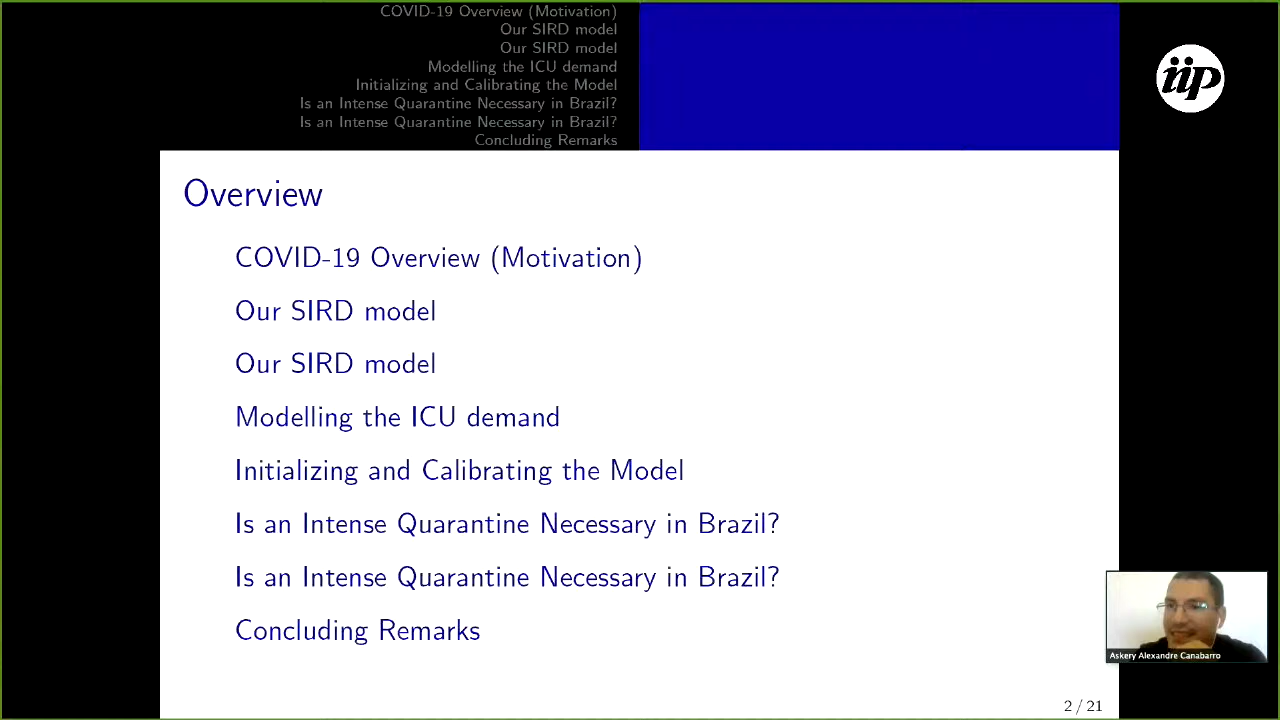 COVID-19 Overview (Motivation)
Our SIRD model
Our SIRD model
Modelling the ICU demand
Initializing and Calibrating the Model
Is an Intense Quarantine Necessary in Brazil?
Is an Intense Quarantine Necessary in Brazil?
Concluding Remarks
iip
Overview
COVID-19 Overview (Motivation)
Our SIRD model
Our SIRD model
Modelling the ICU demand
Initializing and Calibrating the Model
Is an Intense Quarantine Necessary in Brazil?
Is an Intense Quarantine Necessary in Brazil?
Concluding Remarks
Askery Alexandre Canabarro
2 / 21